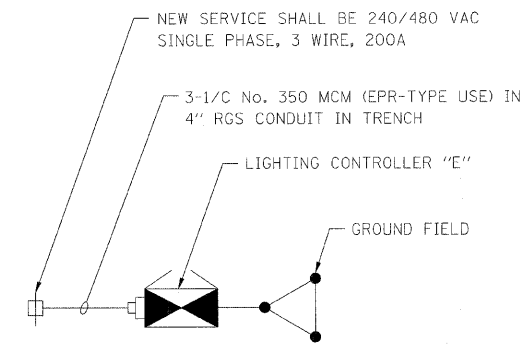 NEW SERVICE SHALL BE 240/480 VAC
SINGLE PHASE, 3 WIRE, 200A
3-1/C No. 350 MCM (EPR-TYPE USE) IN
4" RGS CONDUIT IN TRENCH
LIGHTING CONTROLLER "E"
GROUND FIELD